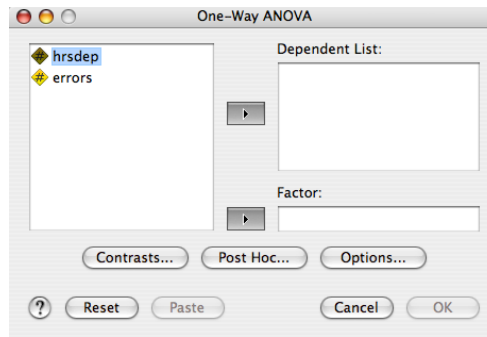 One-Way ANOVA
hrsdep
errors
Dependent List:
Factor:
Contrasts...
Post Hoc...
Options...
?
Reset
Paste
Cancel
OK